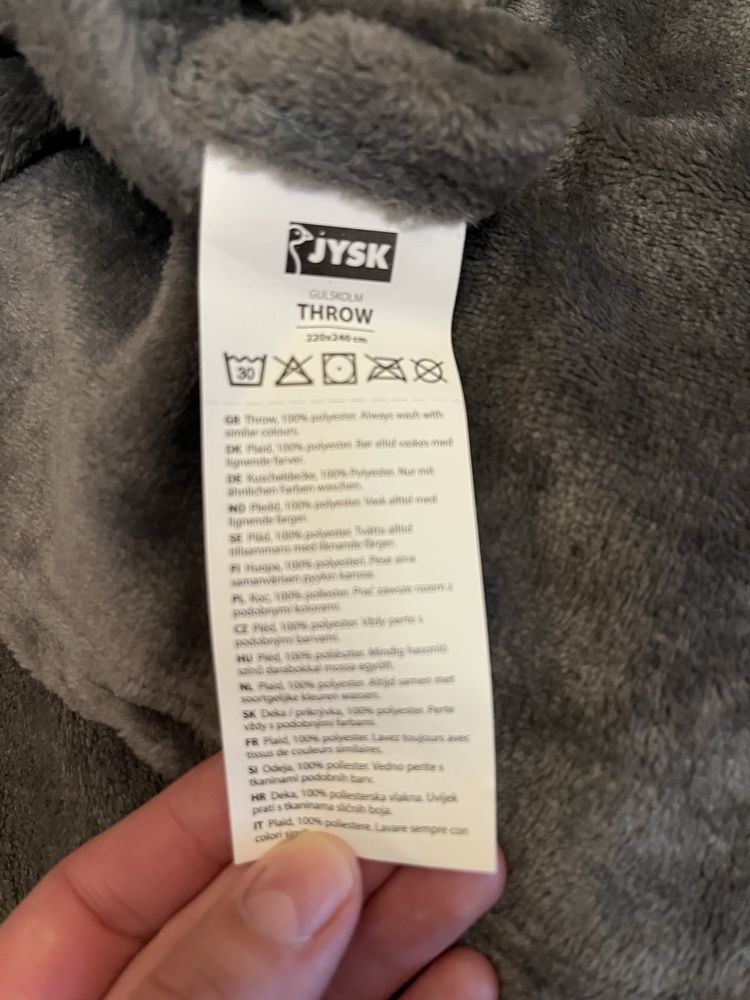 JYSK
GULSKOLM
THROW
220x240 cm
30
GB Throw, 100% polyester. Always wash with
similar colours.
DK Plaid, 100% polyester. Bør altid vaskes med
lignende farver.
DE Kuscheldecke, 100% Polyester. Nur mit
ähnlichen Farben waschen.
NO Pledd, 100% polyester. Vask alltid med
lignende farger.
SE Pläd, 100% polyester. Tvätta alltid
tillsammans med liknande färger.
FI Huopa, 100% polyesteri. Pese aina
samanväristen pyykin kanssa.
PL Koc, 100% poliester. Prać zawsze razem z
podobnymi kolorami.
CZ Pléd, 100% polyester. Vždy perte s
podobnými barvami.
HU Pléd, 100% poliészter. Mindig hasonló
színű darabokkal mossa együtt.
NL Plaid, 100% polyester. Altijd samen met
soortgelijke kleuren wassen.
SK Deka / prikrývka, 100% polyester. Perte
vždy s podobnými farbami.
FR Plaid, 100% polyester. Lavez toujours avec
tissus de couleurs similaires.
SI Odeja, 100% poliester. Vedno perite s
tkaninami podobnih barv.
HR Deka, 100% poliesterska vlakna. Uvijek
prati s tkaninama sličnih boja.
IT Plaid, 100% poliestere. Lavare sempre con
colori